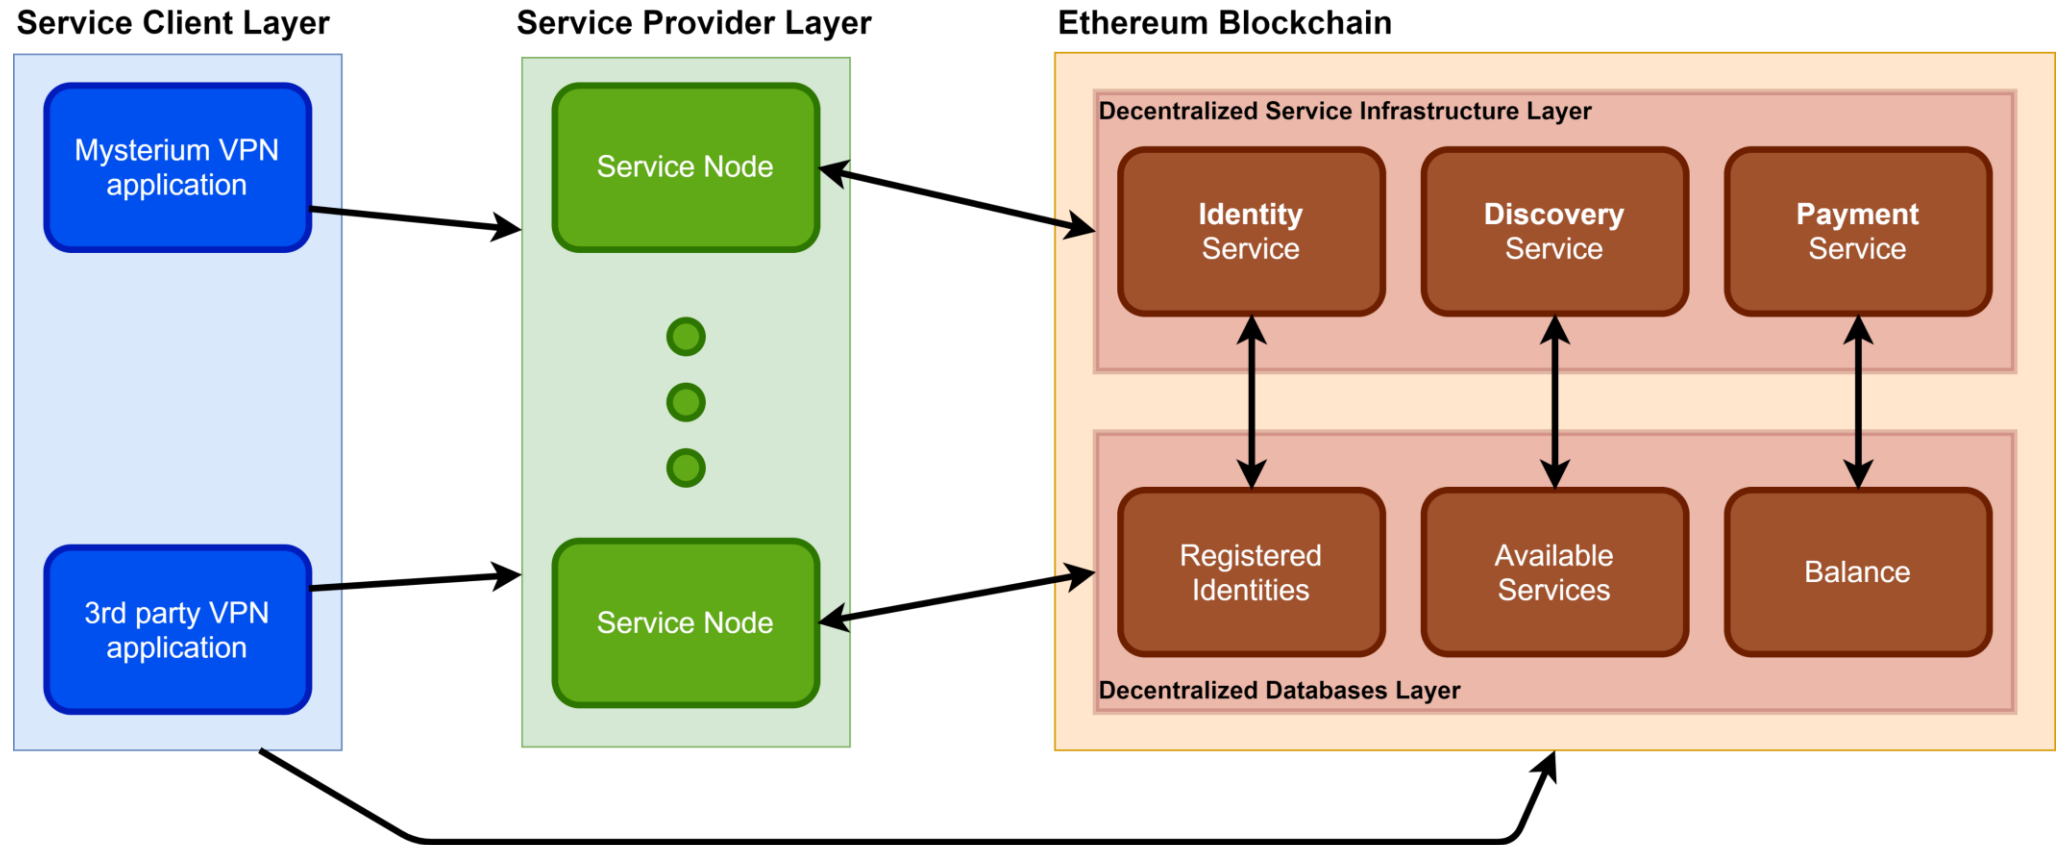 Service Client Layer
Service Provider Layer
Ethereum Blockchain
Mysterium VPN
application
3rd party VPN
application
Service Node
Service Node
Decentralized Service Infrastructure Layer
Identity
Service
Discovery
Service
Payment
Service
Registered
Identities
Available
Services
Balance
Decentralized Databases Layer